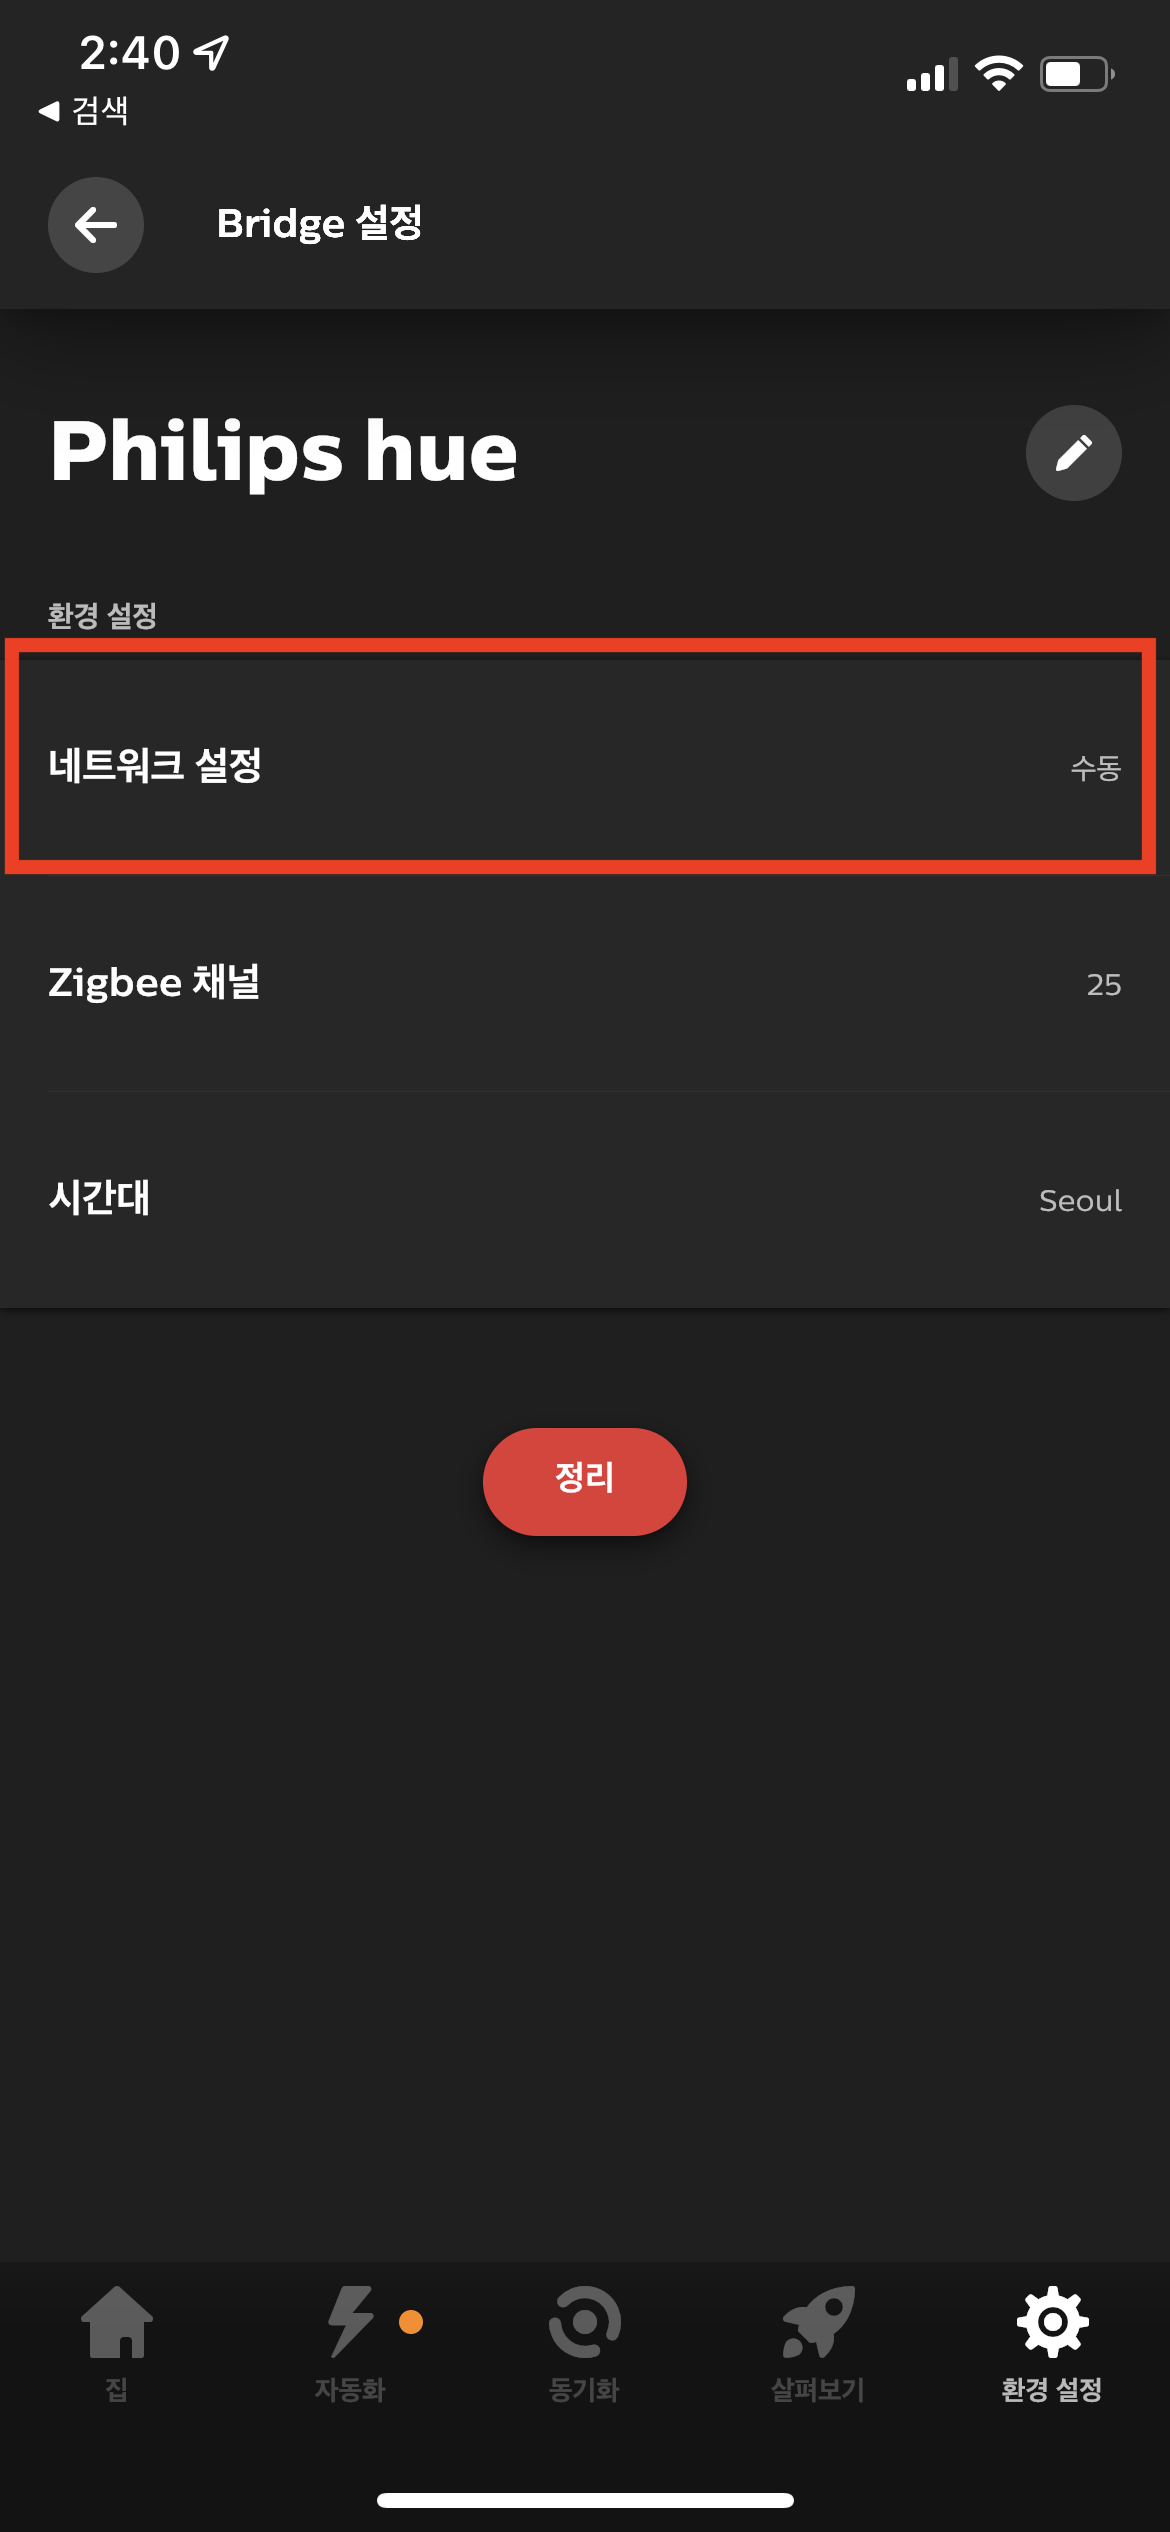 2:40
검색
Bridge 설정
Philips hue
환경 설정
네트워크 설정 수동
Zigbee 채널 25
시간대 Seoul
정리
집 자동화 동기화 살펴보기 환경 설정